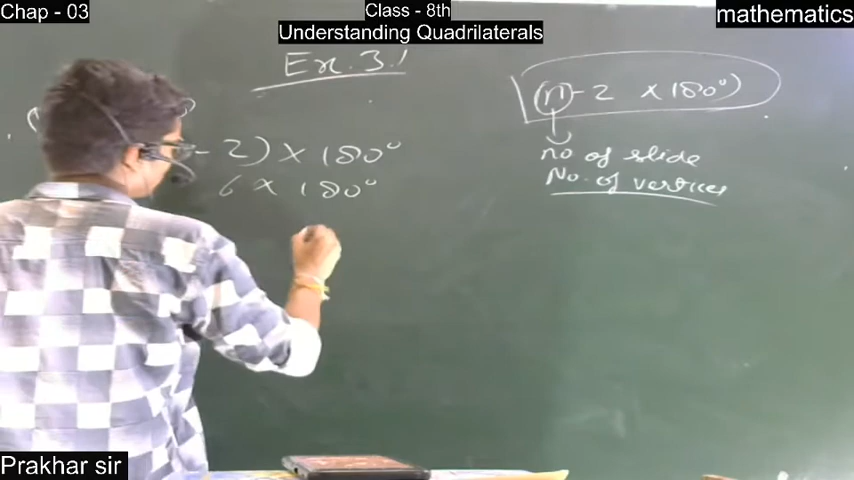 Chap - 03
Class - 8th
mathematics
Understanding Quadrilaterals
Ex. 3.1
(n - 2 × 180°)
- 2) × 180°
no of slide
6 × 180°
No. of vertices
Prakhar sir